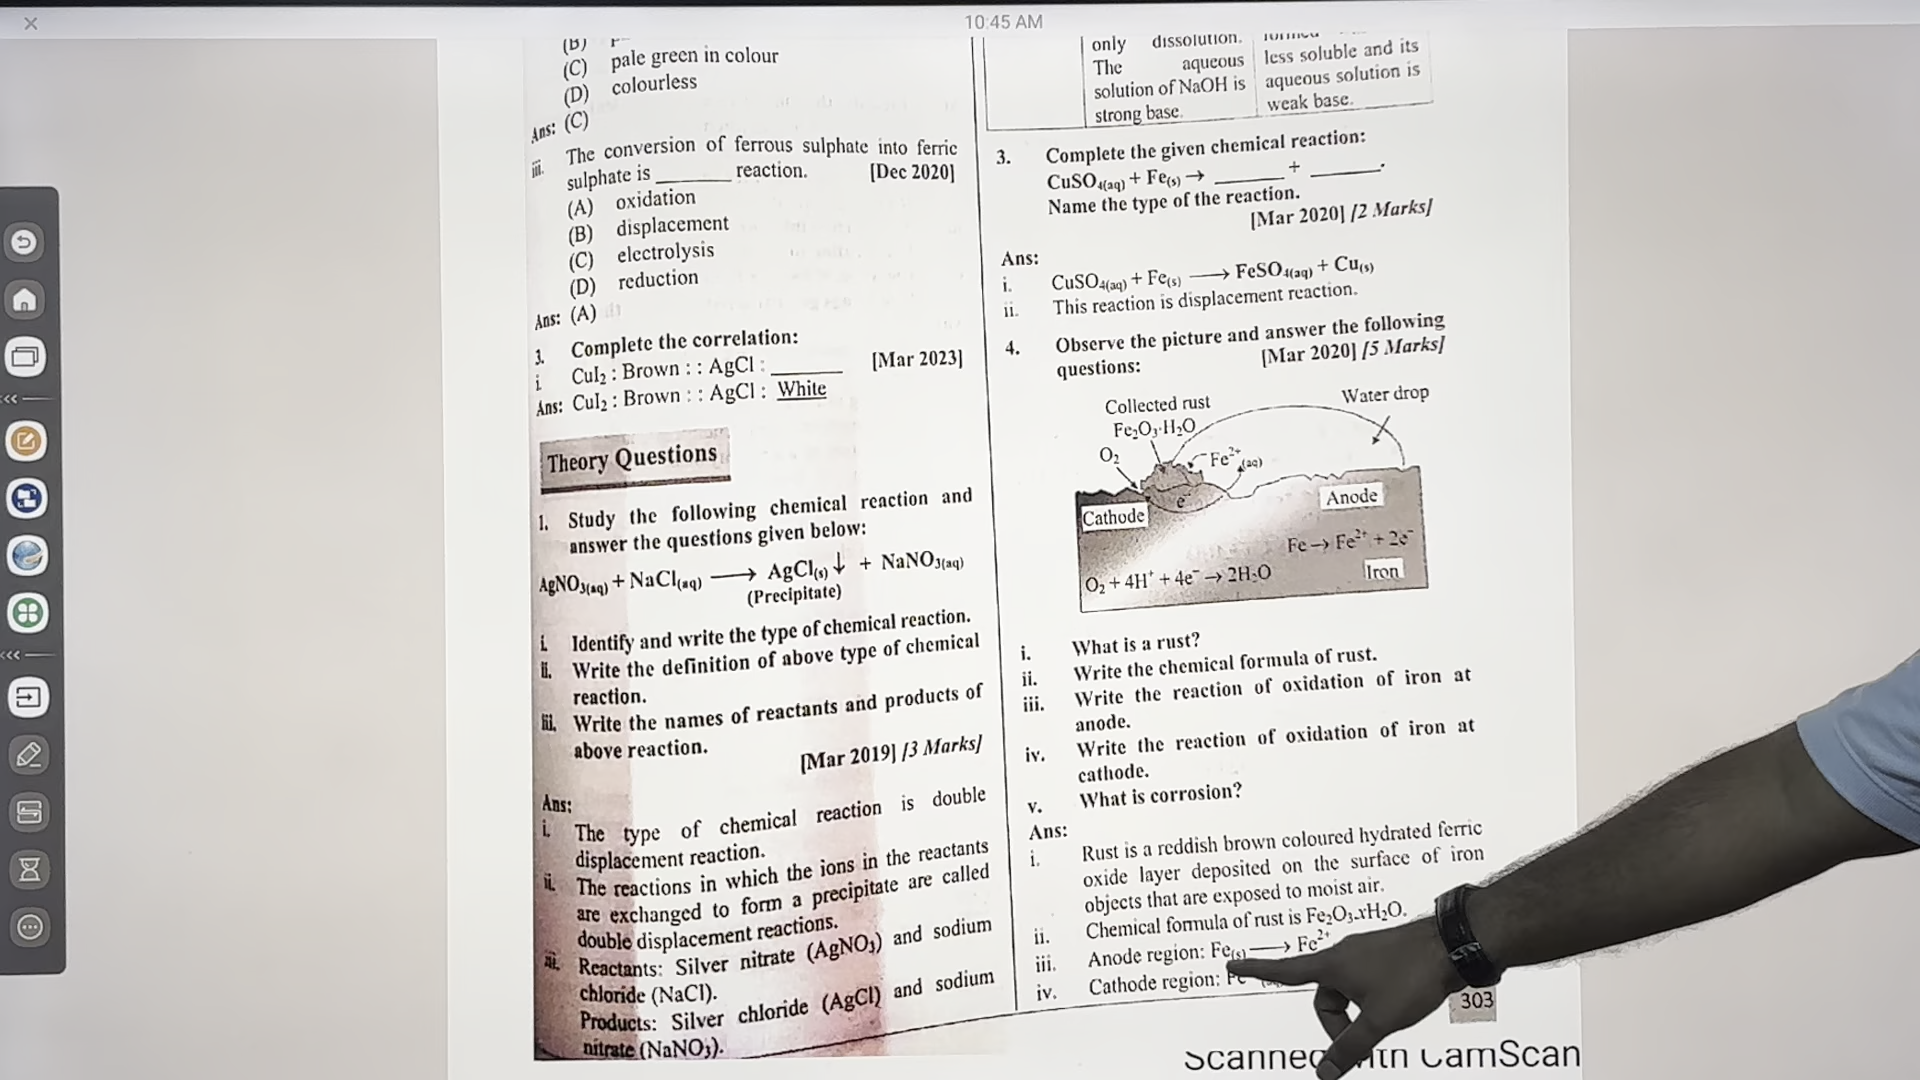 10:45 AM
(B)
(C) pale green in colour
(D) colourless
Ans: (C)
iii. The conversion of ferrous sulphate into ferric
sulphate is ________ reaction. [Dec 2020]
(A) oxidation
(B) displacement
(C) electrolysis
(D) reduction
Ans: (A)
3. Complete the correlation:
i. CuI₂ : Brown : : AgCl : ________ [Mar 2023]
Ans: CuI₂ : Brown : : AgCl : White
Theory Questions
1. Study the following chemical reaction and
answer the questions given below:
AgNO₃(aq) + NaCl(aq) ⟶ AgCl(s)↓ + NaNO₃(aq)
(Precipitate)
i. Identify and write the type of chemical reaction.
ii. Write the definition of above type of chemical
reaction.
iii. Write the names of reactants and products of
above reaction.
[Mar 2019] [3 Marks]
Ans:
i. The type of chemical reaction is double
displacement reaction.
ii. The reactions in which the ions in the reactants
are exchanged to form a precipitate are called
double displacement reactions.
iii. Reactants: Silver nitrate (AgNO₃) and sodium
chloride (NaCl).
Products: Silver chloride (AgCl) and sodium
nitrate (NaNO₃).
only dissolution.
The aqueous
solution of NaOH is
strong base.
less soluble and its
aqueous solution is
weak base.
3. Complete the given chemical reaction:
CuSO₄(aq) + Fe(s) → ________ + ________.
Name the type of the reaction.
[Mar 2020] [2 Marks]
Ans:
i. CuSO₄(aq) + Fe(s) ⟶ FeSO₄(aq) + Cu(s)
ii. This reaction is displacement reaction.
4. Observe the picture and answer the following
questions: [Mar 2020] [5 Marks]
Collected rust
Fe₂O₃·H₂O
Water drop
O₂
Fe²⁺(aq)
e⁻
Cathode
Anode
Fe → Fe²⁺ + 2e⁻
O₂ + 4H⁺ + 4e⁻ → 2H₂O
Iron
i. What is a rust?
ii. Write the chemical formula of rust.
iii. Write the reaction of oxidation of iron at
anode.
iv. Write the reaction of oxidation of iron at
cathode.
v. What is corrosion?
Ans:
i. Rust is a reddish brown coloured hydrated ferric
oxide layer deposited on the surface of iron
objects that are exposed to moist air.
ii. Chemical formula of rust is Fe₂O₃.xH₂O.
iii. Anode region: Fe(s) ⟶ Fe²⁺
iv. Cathode region:
303
Scanned with CamScan